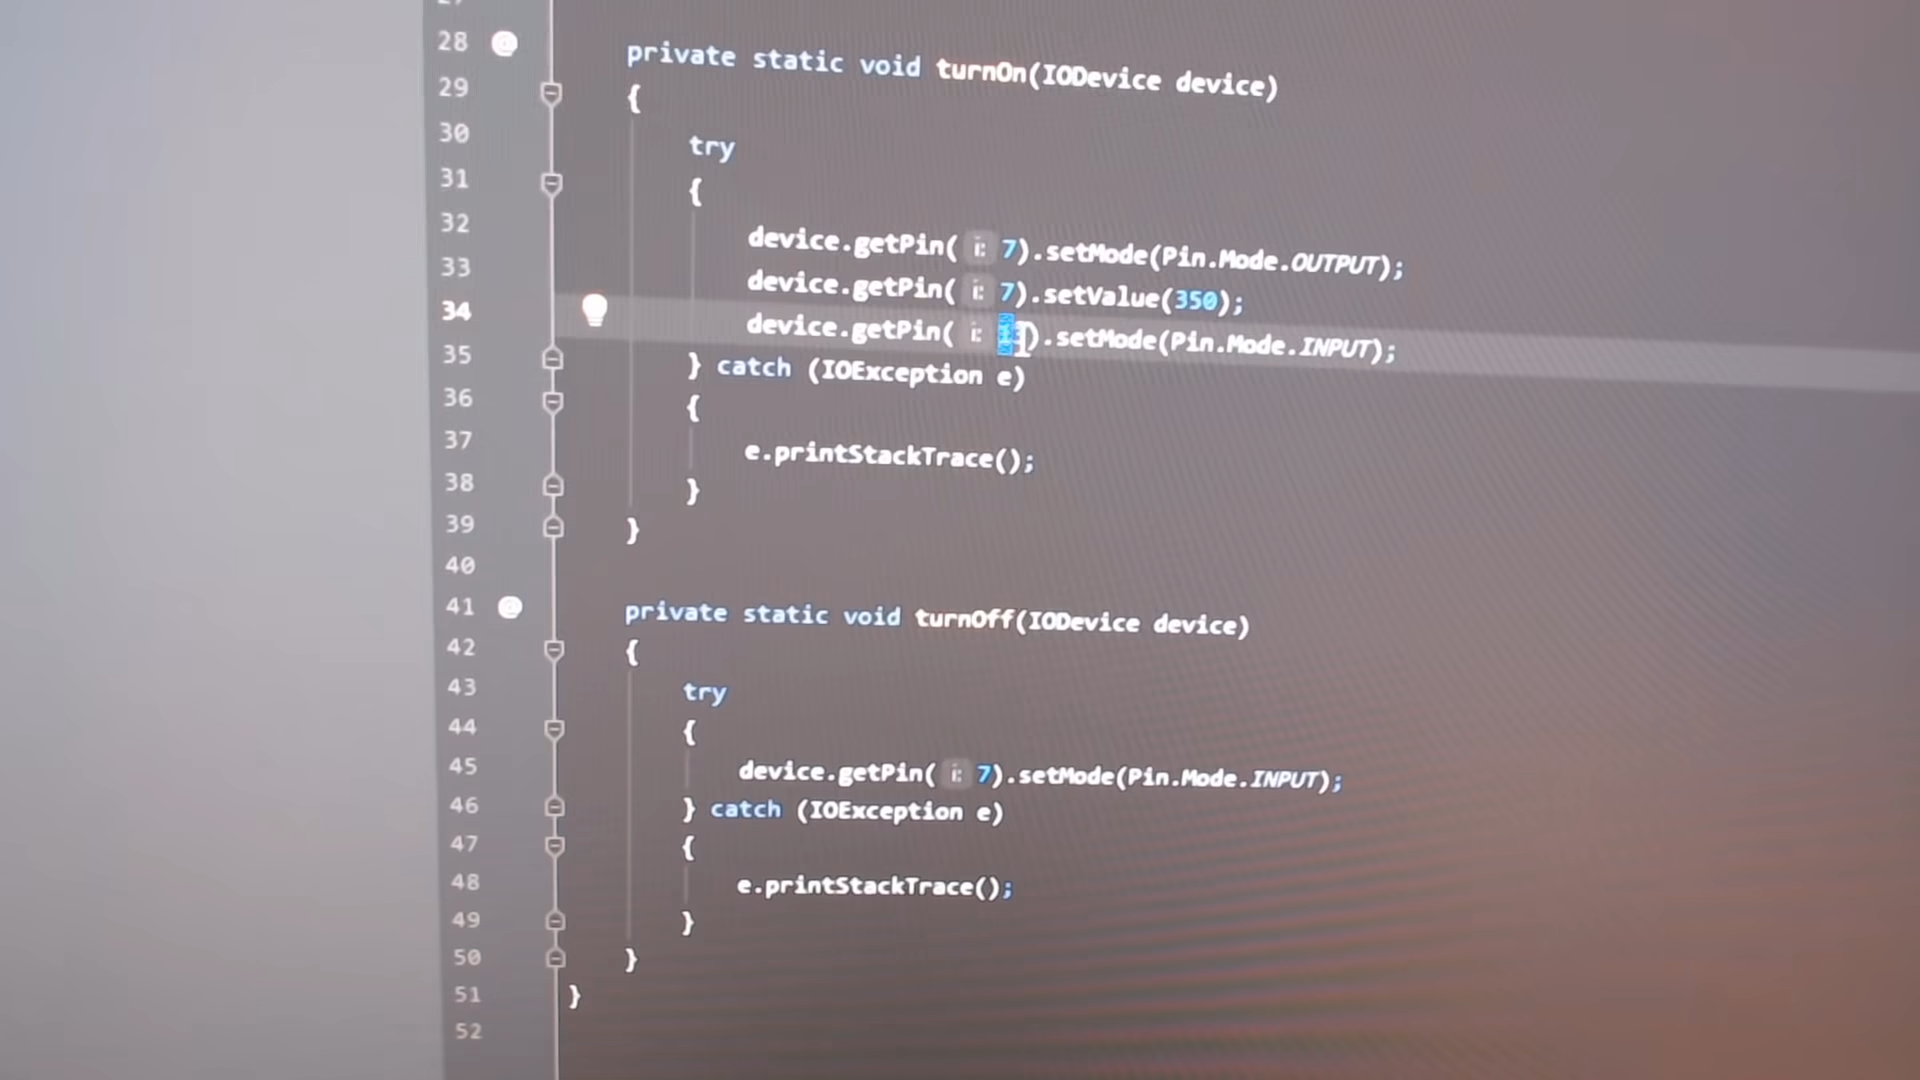 28 @ private static void turnOn(IODevice device)
29 {
30 try
31 {
32 device.getPin( i: 7).setMode(Pin.Mode.OUTPUT);
33 device.getPin( i: 7).setValue(350);
34 device.getPin( i: ).setMode(Pin.Mode.INPUT);
35 } catch (IOException e)
36 {
37 e.printStackTrace();
38 }
39 }
40
41 @ private static void turnOff(IODevice device)
42 {
43 try
44 {
45 device.getPin( i: 7).setMode(Pin.Mode.INPUT);
46 } catch (IOException e)
47 {
48 e.printStackTrace();
49 }
50 }
51 }
52